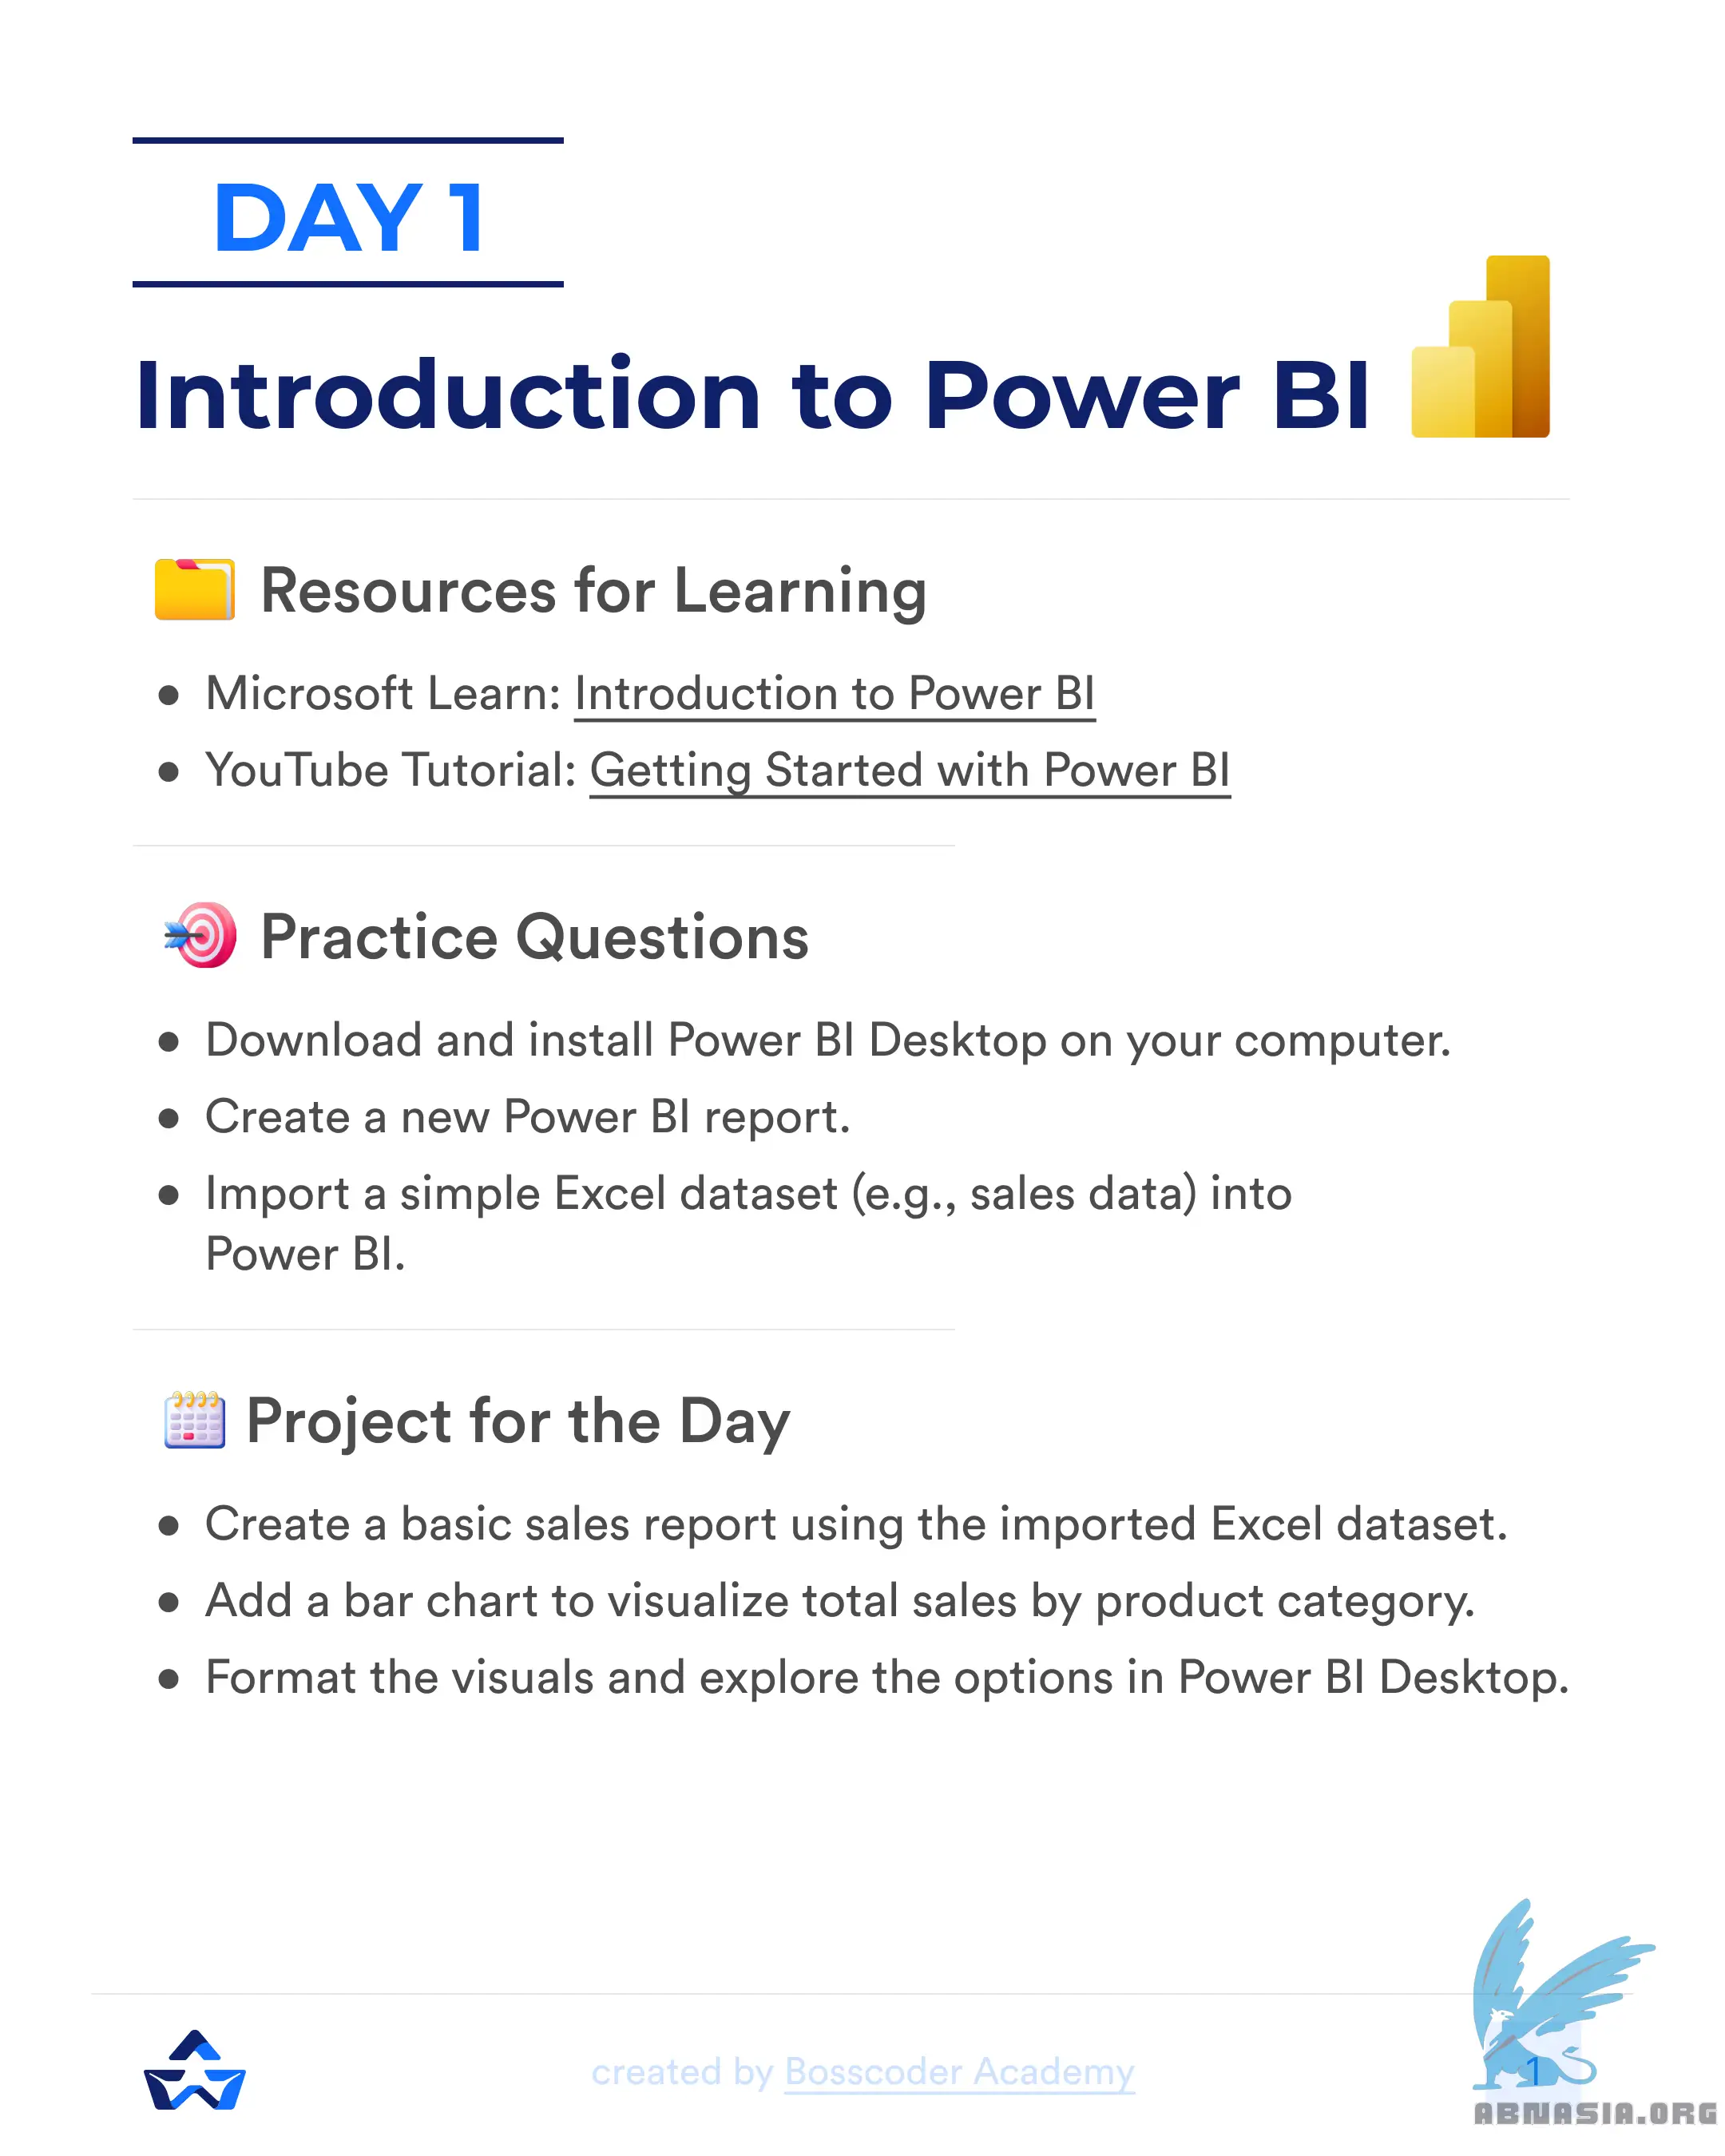 DAY 1
Introduction to Power BI
Resources for Learning
● Microsoft Learn: Introduction to Power BI
● YouTube Tutorial: Getting Started with Power BI
Practice Questions
● Download and install Power BI Desktop on your computer.
● Create a new Power BI report.
● Import a simple Excel dataset (e.g., sales data) into
Power BI.
Project for the Day
● Create a basic sales report using the imported Excel dataset.
● Add a bar chart to visualize total sales by product category.
● Format the visuals and explore the options in Power BI Desktop.
created by Bosscoder Academy
1
ABNASIA.ORG